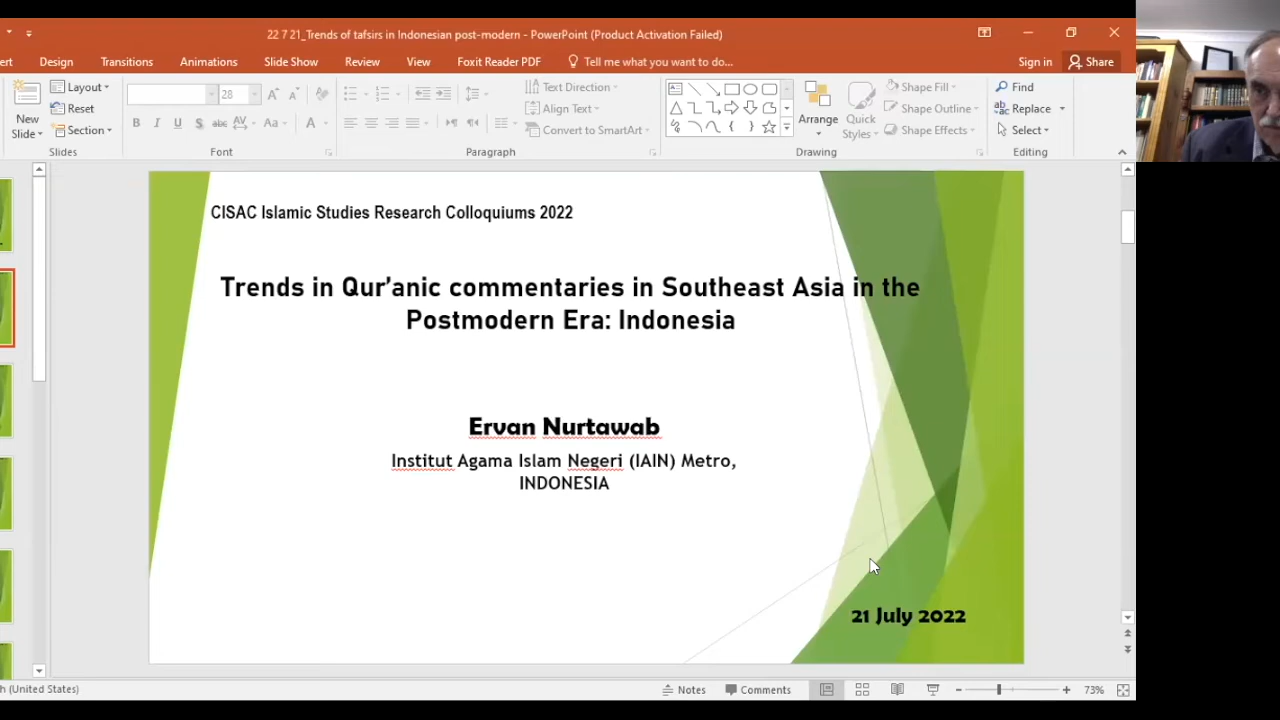 22 7 21_Trends of tafsirs in Indonesian post-modern - PowerPoint (Product Activation Failed)
Design Transitions Animations Slide Show Review View Foxit Reader PDF Tell me what you want to do... Sign in Share
Layout
New Slide
Reset
Section
28
B I U S abc AV Aa A
Text Direction
Align Text
Convert to SmartArt
Arrange
Quick Styles
Shape Fill
Shape Outline
Shape Effects
Find
Replace
Select
Slides Font Paragraph Drawing Editing
CISAC Islamic Studies Research Colloquiums 2022
Trends in Qur'anic commentaries in Southeast Asia in the
Postmodern Era: Indonesia
Ervan Nurtawab
Institut Agama Islam Negeri (IAIN) Metro,
INDONESIA
21 July 2022
(United States) Notes Comments 73%